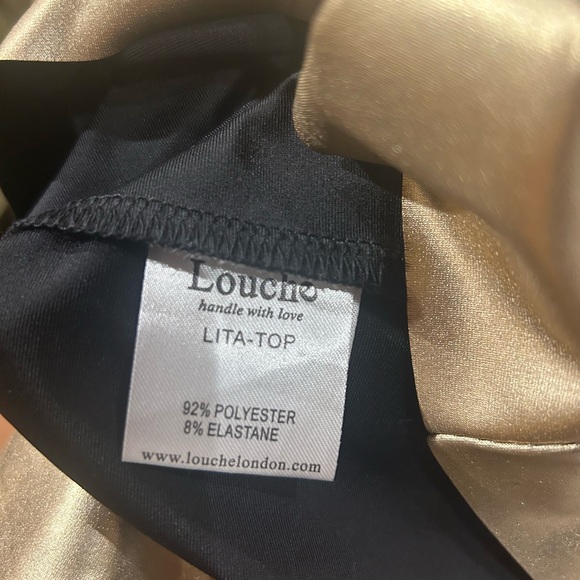 Louche
handle with love
LITA-TOP
92% POLYESTER
8% ELASTANE
www.louchelondon.com